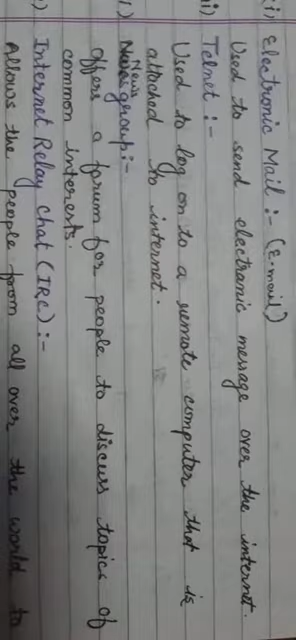 i) Electronic Mail :- (E-mail)
Used to send electronic message over the internet.
ii) Telnet :-
Used to log on to a remote computer that is
attached to internet.
News group :-
Offers a forum for people to discuss topics of
common interests.
Internet Relay Chat (IRC) :-
Allows the people from all over the world to